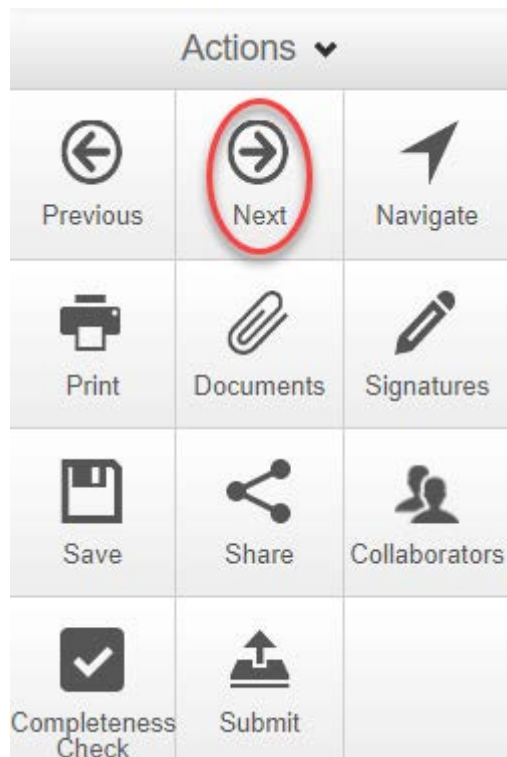 Actions
Previous
Next
Navigate
Print
Documents
Signatures
Save
Share
Collaborators
Completeness
Check
Submit